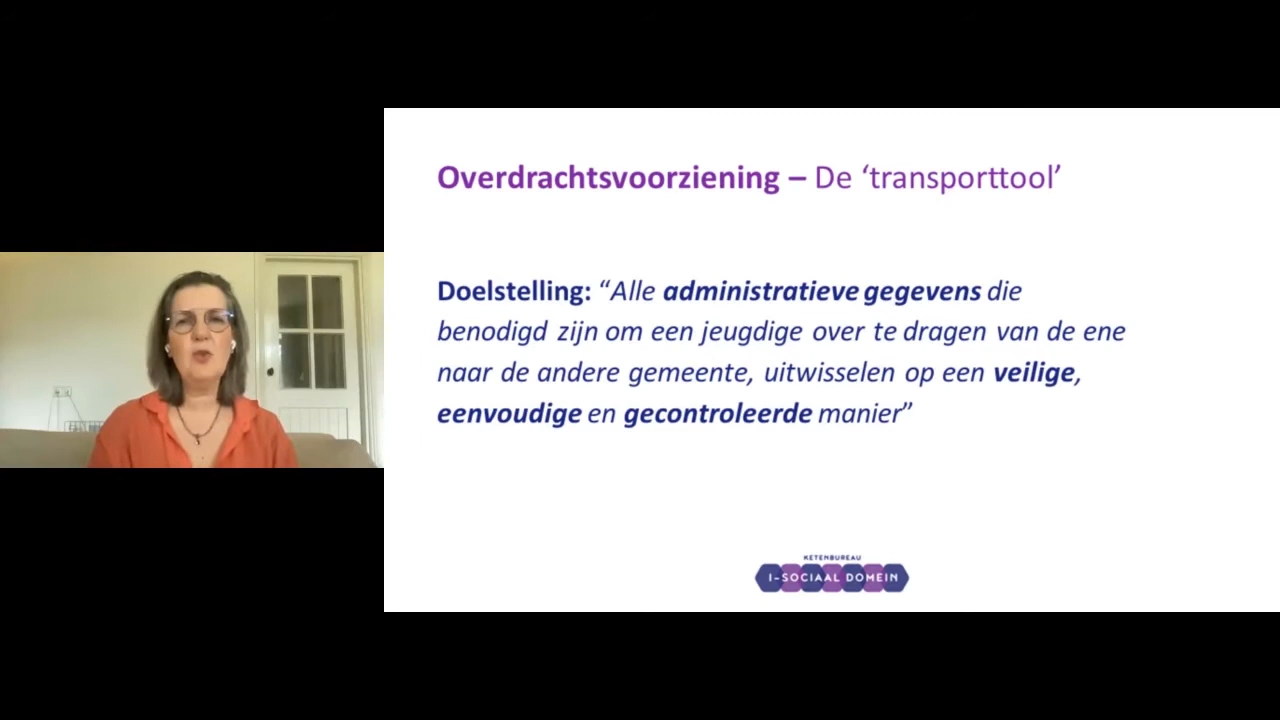 Overdrachtsvoorziening – De ‘transporttool’
Doelstelling: “Alle administratieve gegevens die
benodigd zijn om een jeugdige over te dragen van de ene
naar de andere gemeente, uitwisselen op een veilige,
eenvoudige en gecontroleerde manier”
KETENBUREAU
I-SOCIAAL DOMEIN